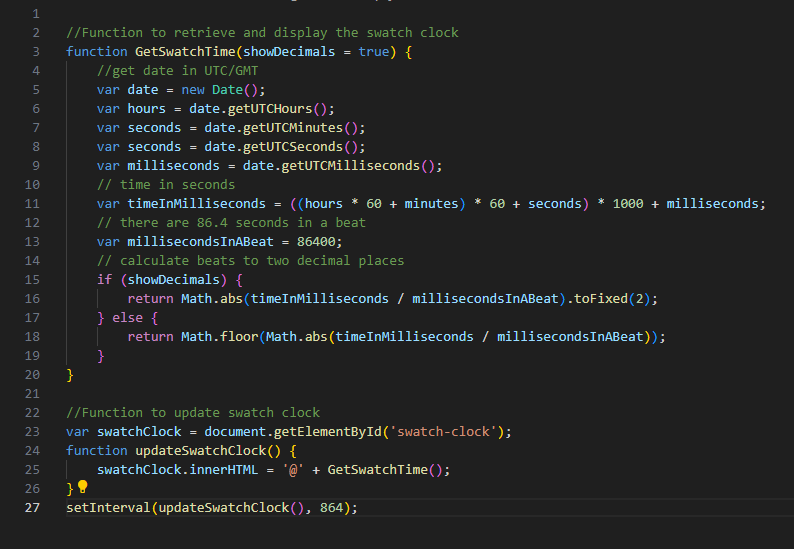 1
2 //Function to retrieve and display the swatch clock
3 function GetSwatchTime(showDecimals = true) {
4 //get date in UTC/GMT
5 var date = new Date();
6 var hours = date.getUTCHours();
7 var seconds = date.getUTCMinutes();
8 var seconds = date.getUTCSeconds();
9 var milliseconds = date.getUTCMilliseconds();
10 // time in seconds
11 var timeInMilliseconds = ((hours * 60 + minutes) * 60 + seconds) * 1000 + milliseconds;
12 // there are 86.4 seconds in a beat
13 var millisecondsInABeat = 86400;
14 // calculate beats to two decimal places
15 if (showDecimals) {
16 return Math.abs(timeInMilliseconds / millisecondsInABeat).toFixed(2);
17 } else {
18 return Math.floor(Math.abs(timeInMilliseconds / millisecondsInABeat));
19 }
20 }
21
22 //Function to update swatch clock
23 var swatchClock = document.getElementById('swatch-clock');
24 function updateSwatchClock() {
25 swatchClock.innerHTML = '@' + GetSwatchTime();
26 }
27 setInterval(updateSwatchClock(), 864);